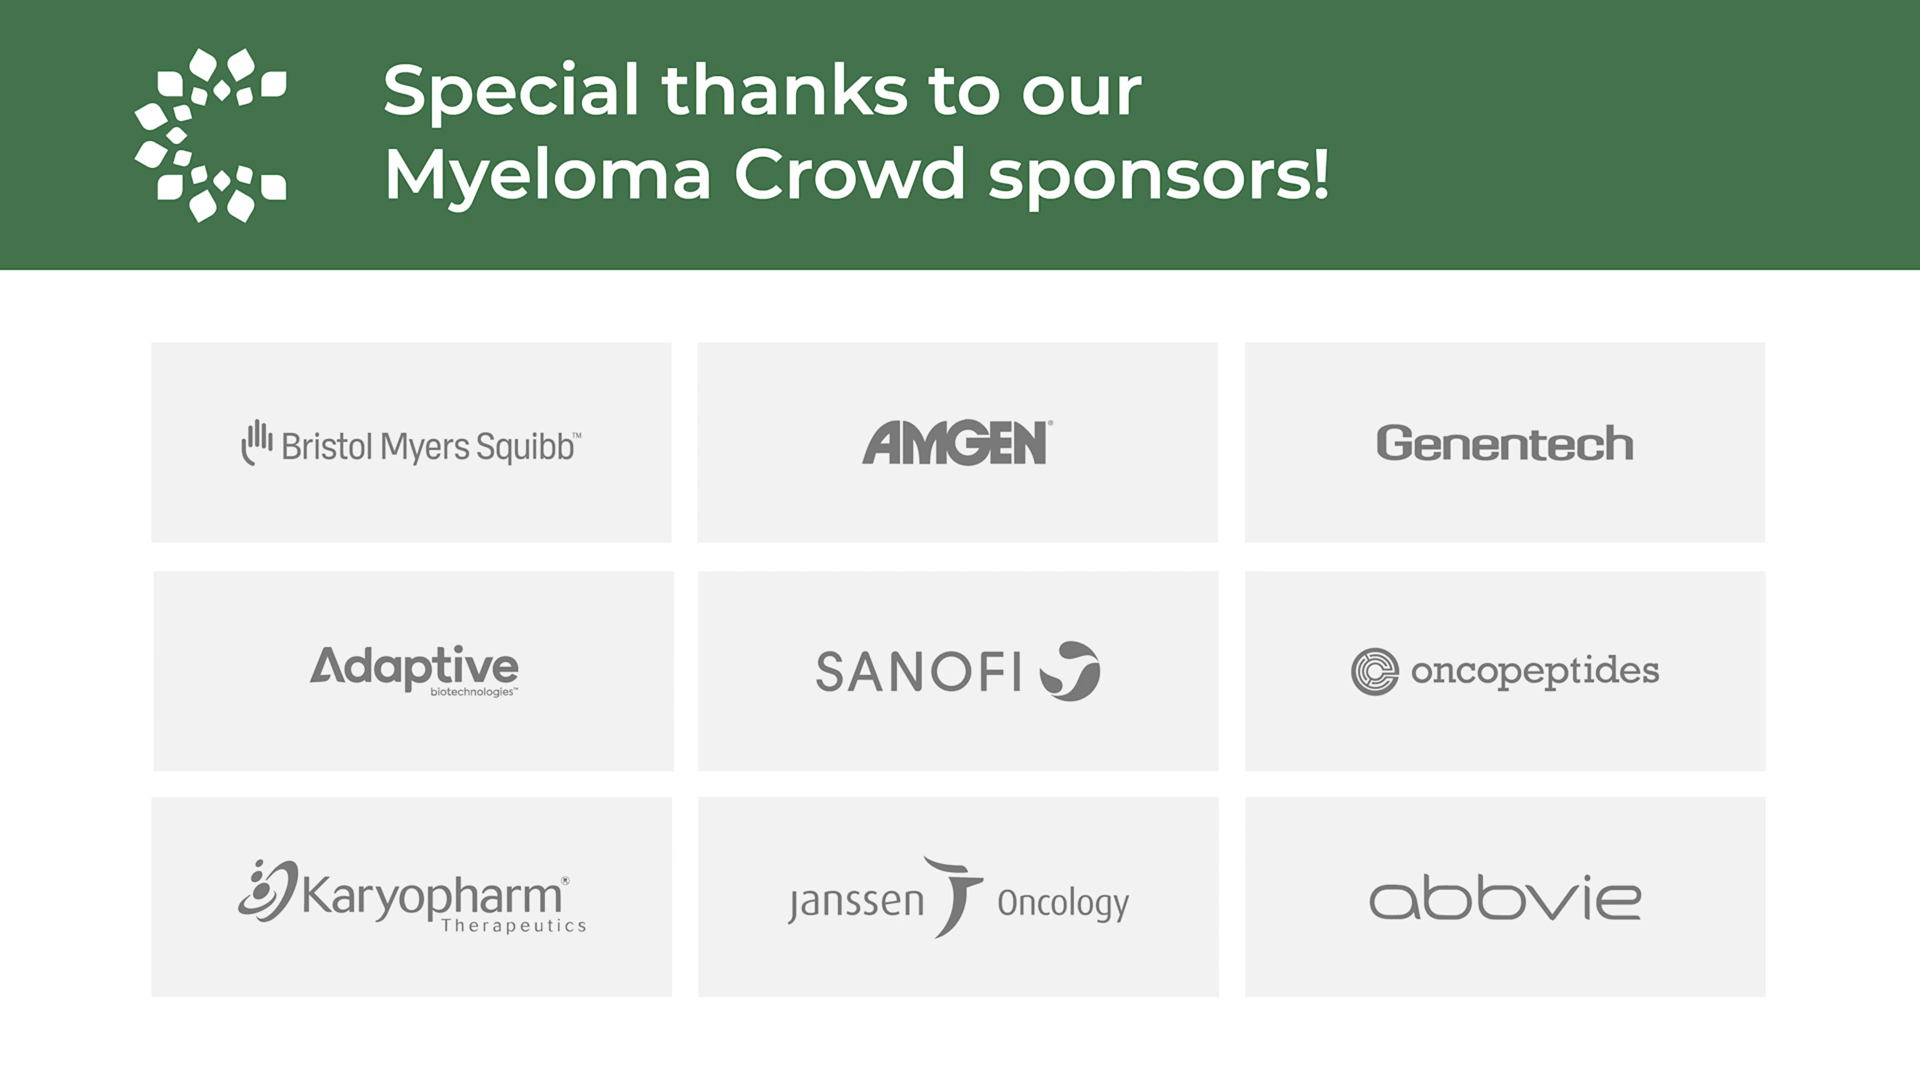 Special thanks to our
Myeloma Crowd sponsors!
Bristol Myers Squibb™
AMGEN®
Genentech
Adaptive
biotechnologies™
SANOFI
oncopeptides
Karyopharm®
Therapeutics
janssen Oncology
abbvie